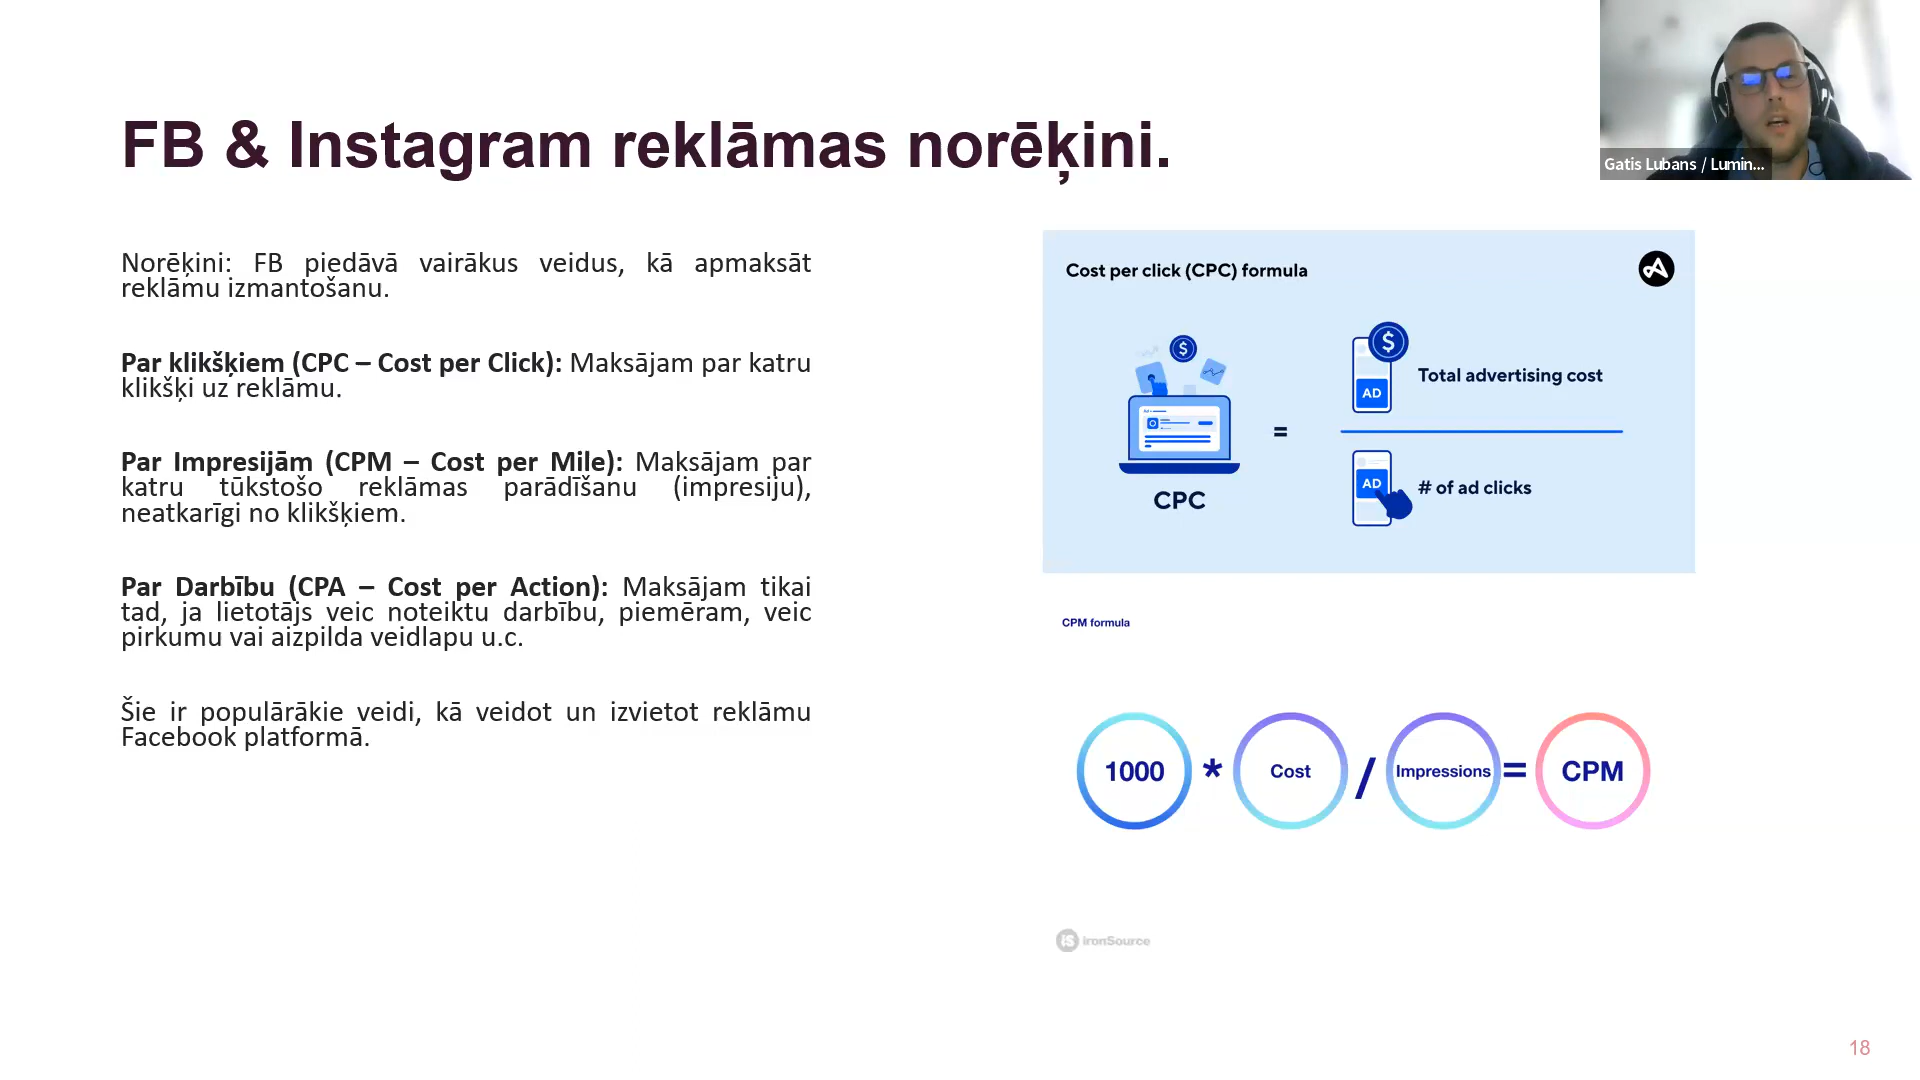 FB & Instagram reklāmas norēķini.
Gatis Lubans / Lumin...
Norēķini: FB piedāvā vairākus veidus, kā apmaksāt
reklāmu izmantošanu.
Par klikšķiem (CPC – Cost per Click): Maksājam par katru
klikšķi uz reklāmu.
Par Impresijām (CPM – Cost per Mile): Maksājam par
katru tūkstošo reklāmas parādīšanu (impresiju),
neatkarīgi no klikšķiem.
Par Darbību (CPA – Cost per Action): Maksājam tikai
tad, ja lietotājs veic noteiktu darbību, piemēram, veic
pirkumu vai aizpilda veidlapu u.c.
Šie ir populārākie veidi, kā veidot un izvietot reklāmu
Facebook platformā.
Cost per click (CPC) formula
CPC
=
$
AD
Total advertising cost
AD
# of ad clicks
CPM formula
1000 * Cost / Impressions = CPM
iS ironSource
18